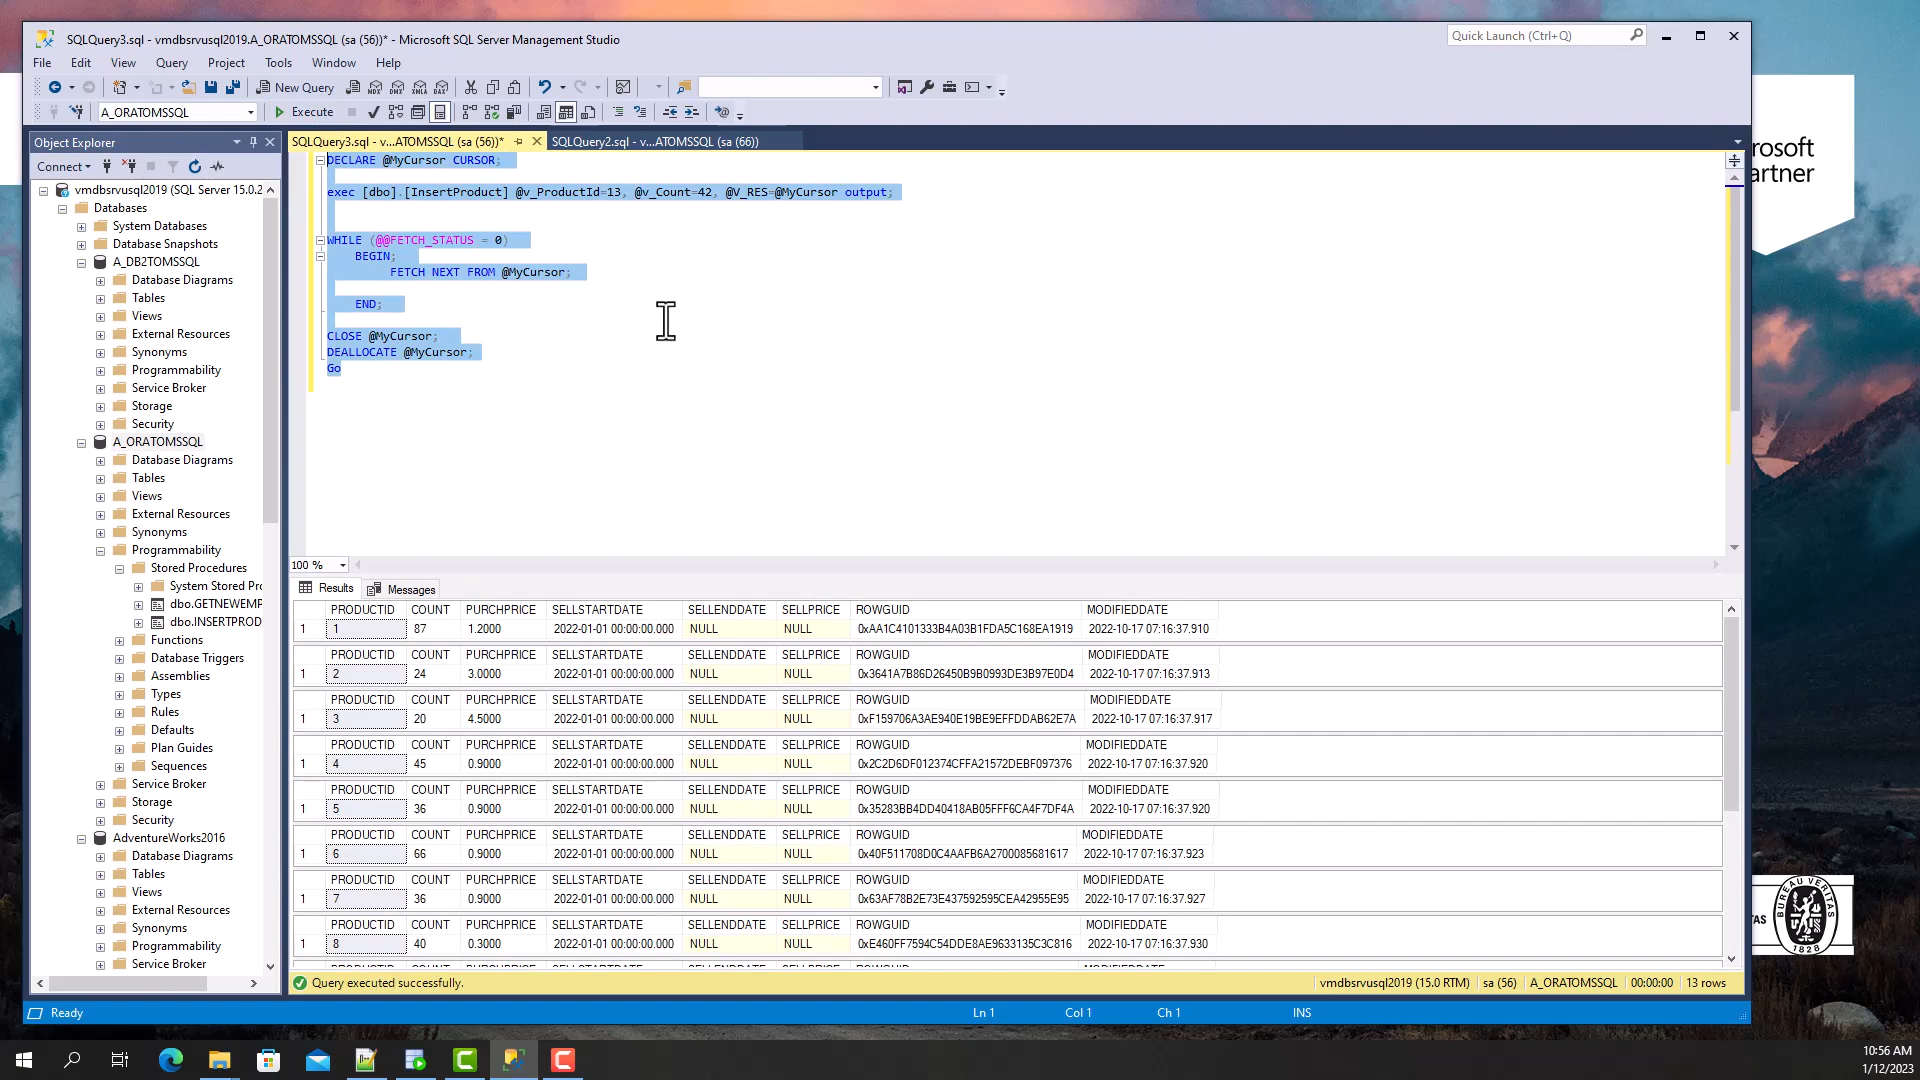 SQLQuery3.sql - vmdbsrvusql2019.A_ORATOMSSQL (sa (56))* - Microsoft SQL Server Management Studio
Quick Launch (Ctrl+Q)
File Edit View Query Project Tools Window Help
New Query
A_ORATOMSSQL Execute
Object Explorer
SQLQuery3.sql - v...ATOMSSQL (sa (56))* SQLQuery2.sql - v...ATOMSSQL (sa (66))
Connect
vmdbsrvusql2019 (SQL Server 15.0.2
Databases
System Databases
Database Snapshots
A_DB2TOMSSQL
Database Diagrams
Tables
Views
External Resources
Synonyms
Programmability
Service Broker
Storage
Security
A_ORATOMSSQL
Database Diagrams
Tables
Views
External Resources
Synonyms
Programmability
Stored Procedures
System Stored Pr
dbo.GETNEWEMP
dbo.INSERTPROD
Functions
Database Triggers
Assemblies
Types
Rules
Defaults
Plan Guides
Sequences
Service Broker
Storage
Security
AdventureWorks2016
Database Diagrams
Tables
Views
External Resources
Synonyms
Programmability
Service Broker
DECLARE @MyCursor CURSOR;
exec [dbo].[InsertProduct] @v_ProductId=13, @v_Count=42, @V_RES=@MyCursor output;
WHILE (@@FETCH_STATUS = 0)
BEGIN;
FETCH NEXT FROM @MyCursor;
END;
CLOSE @MyCursor;
DEALLOCATE @MyCursor;
Go
100 %
Results Messages
PRODUCTID COUNT PURCHPRICE SELLSTARTDATE SELLENDDATE SELLPRICE ROWGUID MODIFIEDDATE
1 1 87 1.2000 2022-01-01 00:00:00.000 NULL NULL 0xAA1C4101333B4A03B1FDA5C168EA1919 2022-10-17 07:16:37.910
PRODUCTID COUNT PURCHPRICE SELLSTARTDATE SELLENDDATE SELLPRICE ROWGUID MODIFIEDDATE
1 2 24 3.0000 2022-01-01 00:00:00.000 NULL NULL 0x3641A7B86D26450B9B0993DE3B97E0D4 2022-10-17 07:16:37.913
PRODUCTID COUNT PURCHPRICE SELLSTARTDATE SELLENDDATE SELLPRICE ROWGUID MODIFIEDDATE
1 3 20 4.5000 2022-01-01 00:00:00.000 NULL NULL 0xF159706A3AE940E19BE9EFFDDAB62E7A 2022-10-17 07:16:37.917
PRODUCTID COUNT PURCHPRICE SELLSTARTDATE SELLENDDATE SELLPRICE ROWGUID MODIFIEDDATE
1 4 45 0.9000 2022-01-01 00:00:00.000 NULL NULL 0x2C2D6DF012374CFFA21572DEBF097376 2022-10-17 07:16:37.920
PRODUCTID COUNT PURCHPRICE SELLSTARTDATE SELLENDDATE SELLPRICE ROWGUID MODIFIEDDATE
1 5 36 0.9000 2022-01-01 00:00:00.000 NULL NULL 0x35283BB4DD40418AB05FFF6CA4F7DF4A 2022-10-17 07:16:37.920
PRODUCTID COUNT PURCHPRICE SELLSTARTDATE SELLENDDATE SELLPRICE ROWGUID MODIFIEDDATE
1 6 66 0.9000 2022-01-01 00:00:00.000 NULL NULL 0x40F511708D0C4AAFB6A2700085681617 2022-10-17 07:16:37.923
PRODUCTID COUNT PURCHPRICE SELLSTARTDATE SELLENDDATE SELLPRICE ROWGUID MODIFIEDDATE
1 7 36 0.9000 2022-01-01 00:00:00.000 NULL NULL 0x63AF78B2E73E437592595CEA42955E95 2022-10-17 07:16:37.927
PRODUCTID COUNT PURCHPRICE SELLSTARTDATE SELLENDDATE SELLPRICE ROWGUID MODIFIEDDATE
1 8 40 0.3000 2022-01-01 00:00:00.000 NULL NULL 0xE460FF7594C54DDE8AE9633135C3C816 2022-10-17 07:16:37.930
Query executed successfully. vmdbsrvusql2019 (15.0 RTM) sa (56) A_ORATOMSSQL 00:00:00 13 rows
Ready Ln 1 Col 1 Ch 1 INS
rosoft
artner
TAS
BUREAU VERITAS
1828
10:56 AM
1/12/2023